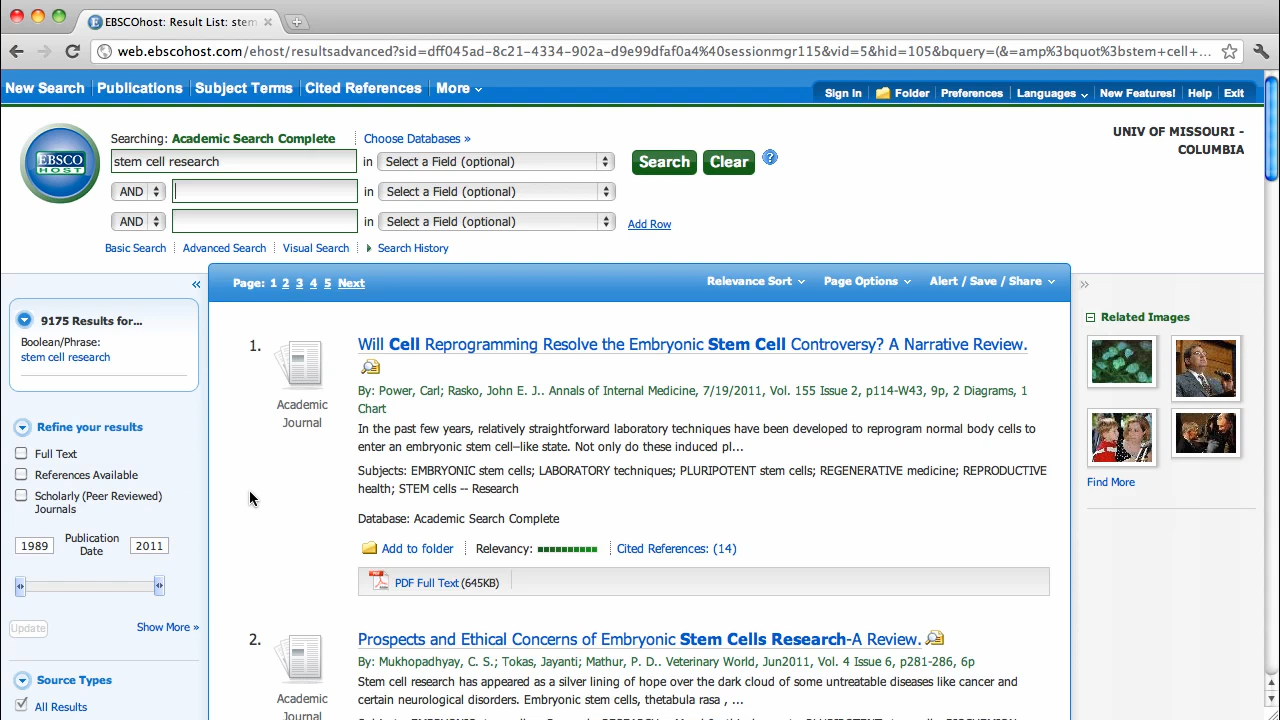 EBSCOhost: Result List: stem
web.ebscohost.com/ehost/resultsadvanced?sid=dff045ad-8c21-4334-902a-d9e99dfaf0a4%40sessionmgr115&vid=5&hid=105&bquery=(&=amp%3bquot%3bstem+cell+...
New Search Publications Subject Terms Cited References More
Sign In Folder Preferences Languages New Features! Help Exit
UNIV OF MISSOURI -
COLUMBIA
EBSCO
HOST
Searching: Academic Search Complete Choose Databases »
stem cell research in Select a Field (optional) Search Clear ?
AND in Select a Field (optional)
AND in Select a Field (optional) Add Row
Basic Search Advanced Search Visual Search Search History
«
9175 Results for...
Boolean/Phrase:
stem cell research
Refine your results
Full Text
References Available
Scholarly (Peer Reviewed)
Journals
1989 Publication Date 2011
Update
Show More »
Source Types
All Results
Page: 1 2 3 4 5 Next Relevance Sort Page Options Alert / Save / Share
1. Will Cell Reprogramming Resolve the Embryonic Stem Cell Controversy? A Narrative Review.
Academic
Journal
By: Power, Carl; Rasko, John E. J.. Annals of Internal Medicine, 7/19/2011, Vol. 155 Issue 2, p114-W43, 9p, 2 Diagrams, 1
Chart
In the past few years, relatively straightforward laboratory techniques have been developed to reprogram normal body cells to
enter an embryonic stem cell–like state. Not only do these induced pl...
Subjects: EMBRYONIC stem cells; LABORATORY techniques; PLURIPOTENT stem cells; REGENERATIVE medicine; REPRODUCTIVE
health; STEM cells -- Research
Database: Academic Search Complete
Add to folder Relevancy: Cited References: (14)
PDF Full Text (645KB)
2. Prospects and Ethical Concerns of Embryonic Stem Cells Research-A Review.
Academic
Journal
By: Mukhopadhyay, C. S.; Tokas, Jayanti; Mathur, P. D.. Veterinary World, Jun2011, Vol. 4 Issue 6, p281-286, 6p
Stem cell research has appeared as a silver lining of hope over the dark cloud of some untreatable diseases like cancer and
certain neurological disorders. Embryonic stem cells, thetabula rasa , ...
»
Related Images
Find More